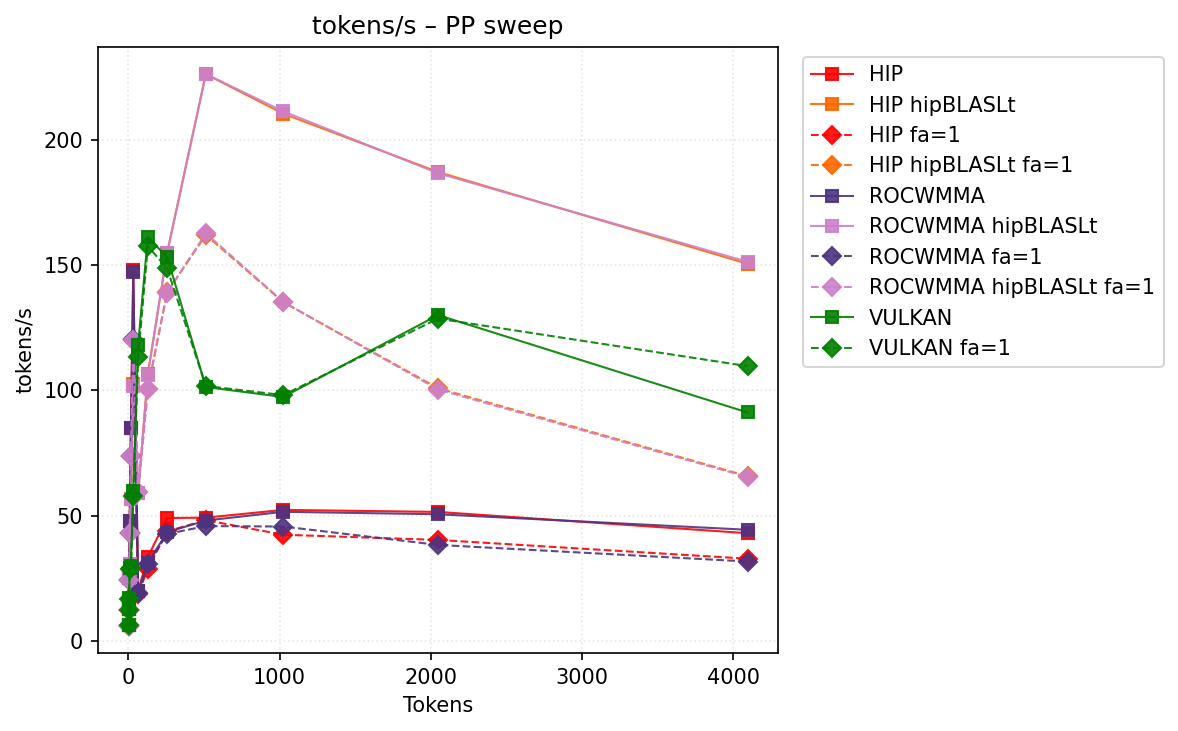 tokens/s – PP sweep
tokens/s
200
150
100
50
0
0 1000 2000 3000 4000
Tokens
HIP
HIP hipBLASLt
HIP fa=1
HIP hipBLASLt fa=1
ROCWMMA
ROCWMMA hipBLASLt
ROCWMMA fa=1
ROCWMMA hipBLASLt fa=1
VULKAN
VULKAN fa=1